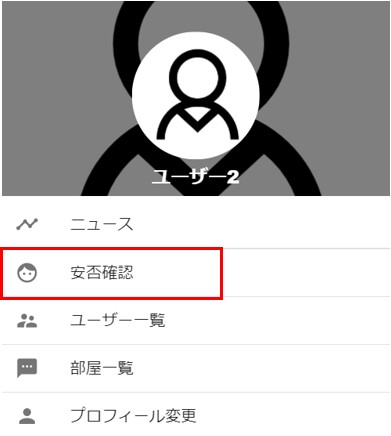 ユーザー2
ニュース
安否確認
ユーザー一覧
部屋一覧
プロフィール変更